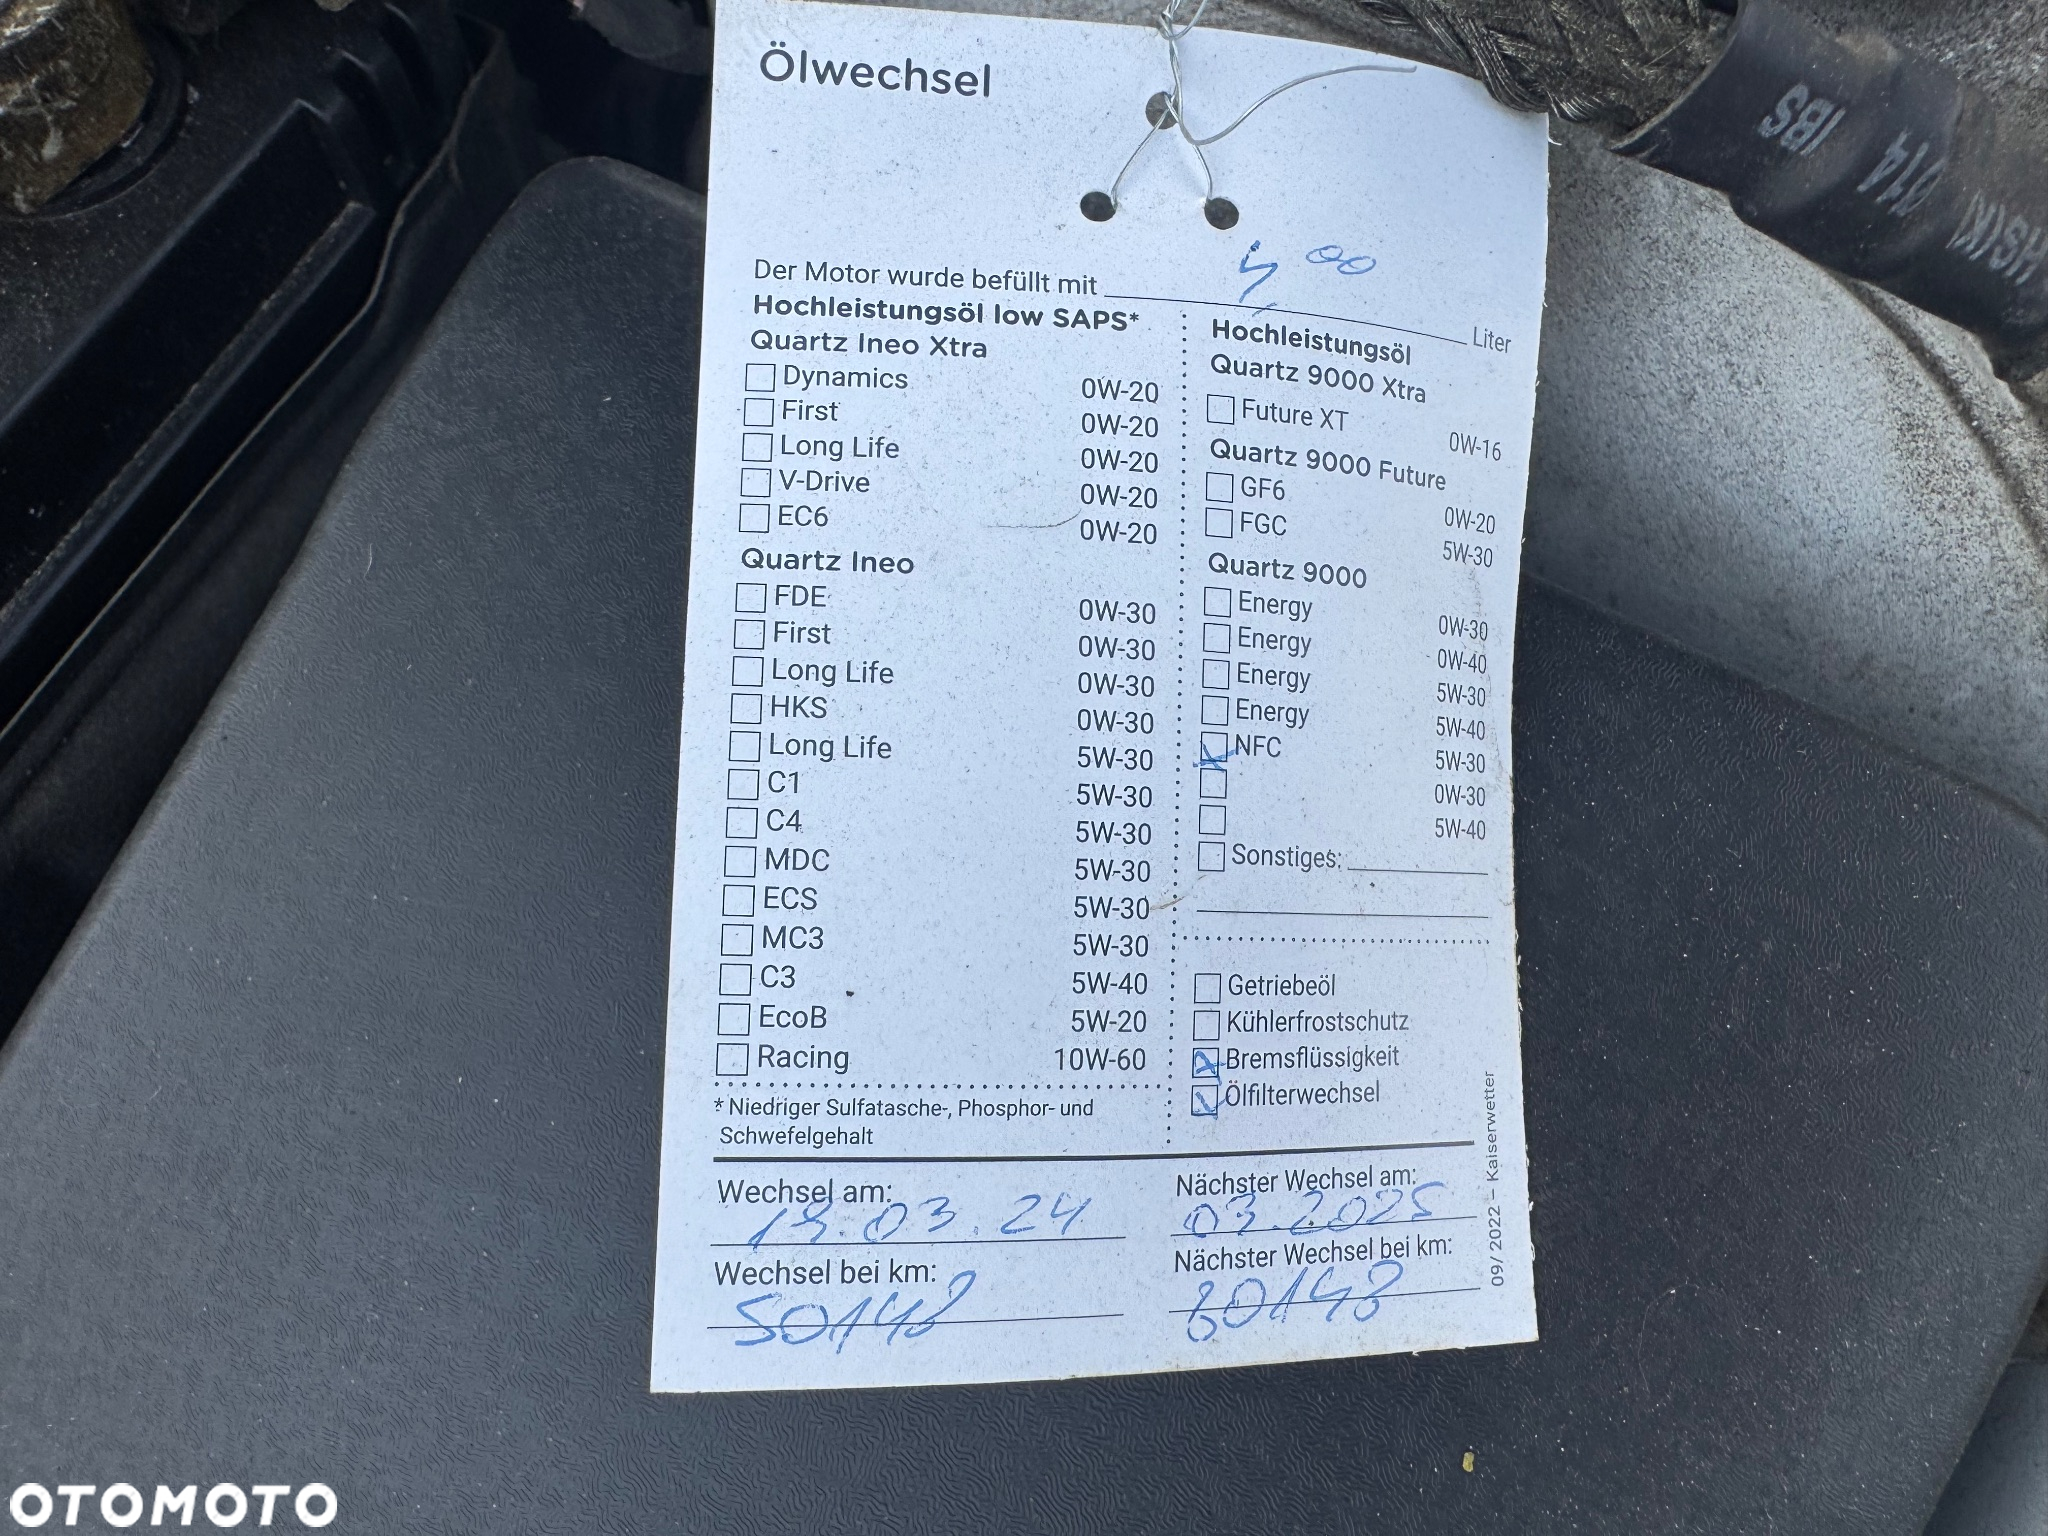 Ölwechsel
Der Motor wurde befüllt mit 4,00 Liter
Hochleistungsöl low SAPS*
Quartz Ineo Xtra
Dynamics 0W-20
First 0W-20
Long Life 0W-20
V-Drive 0W-20
EC6 0W-20
Quartz Ineo
FDE 0W-30
First 0W-30
Long Life 0W-30
HKS 0W-30
Long Life 5W-30
C1 5W-30
C4 5W-30
MDC 5W-30
ECS 5W-30
MC3 5W-30
C3 5W-40
EcoB 5W-20
Racing 10W-60
* Niedriger Sulfatasche-, Phosphor- und
Schwefelgehalt
Hochleistungsöl
Quartz 9000 Xtra
Future XT 0W-16
Quartz 9000 Future
GF6 0W-20
FGC 5W-30
Quartz 9000
Energy 0W-30
Energy 0W-40
Energy 5W-30
Energy 5W-40
NFC 5W-30
0W-30
5W-40
Sonstiges:
Getriebeöl
Kühlerfrostschutz
Bremsflüssigkeit
Ölfilterwechsel
Wechsel am:
19.03.24
Wechsel bei km:
50148
Nächster Wechsel am:
03.2025
Nächster Wechsel bei km:
80148
09/2022 – Kaiserwetter
IBS
014
OTOMOTO